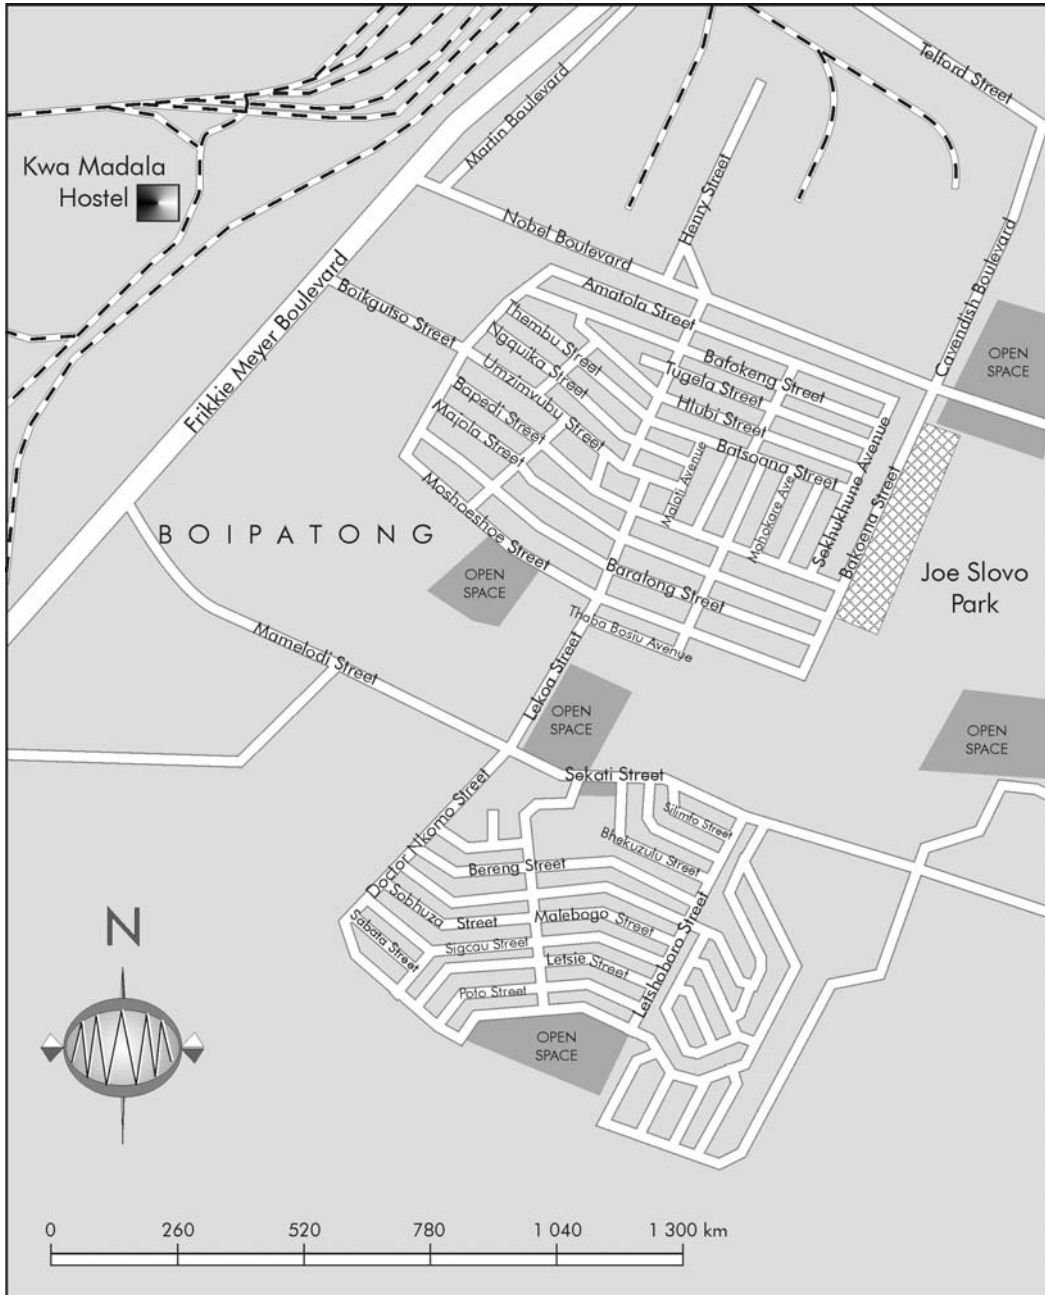 Telford Street
Martin Boulevard
Kwa Madala
Hostel
Henry Street
Nobel Boulevard
Cavendish Boulevard
Frikkie Meyer Boulevard
Boikgutso Street
Amatola Street
OPEN
SPACE
Thembu Street
Ngquika Street
Umzimvubu Street
Bafokeng Street
Tugela Street
Hlubi Street
Bapedi Street
Majola Street
Batsoana Street
Maloti Avenue
Mohokare Ave
Sekhukhune Avenue
Bakoena Street
Moshoeshoe Street
BOIPATONG
OPEN
SPACE
Baralong Street
Joe Slovo
Park
Thaba Bosiu Avenue
Mamelodi Street
Lekoa Street
OPEN
SPACE
OPEN
SPACE
Sekati Street
Doctor Nkomo Street
Silimfo Street
Bhekuzulu Street
Bereng Street
Sobhuza Street
Malebogo Street
Letshoboro Street
Sabata Street
Sigcau Street
Letsie Street
Poto Street
OPEN
SPACE
N
0 260 520 780 1 040 1 300 km